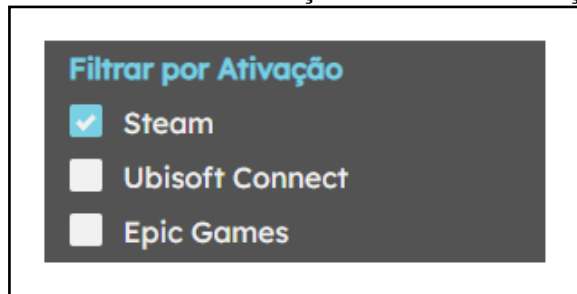 Filtrar por Ativação
Steam
Ubisoft Connect
Epic Games